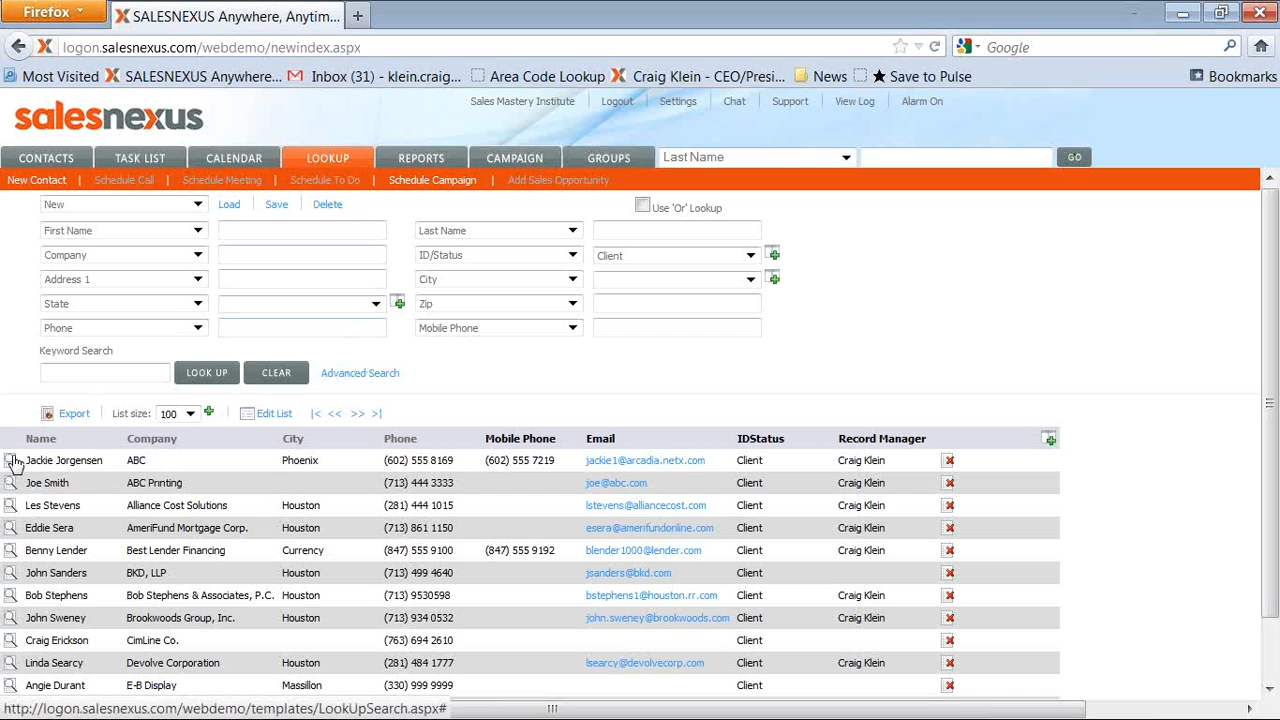 Firefox
SALESNEXUS Anywhere, Anytim...
logon.salesnexus.com/webdemo/newindex.aspx
Google
Most Visited SALESNEXUS Anywhere... Inbox (31) - klein.craig... Area Code Lookup Craig Klein - CEO/Presi... News Save to Pulse Bookmarks
Sales Mastery Institute Logout Settings Chat Support View Log Alarm On
salesnexus
CONTACTS TASK LIST CALENDAR LOOKUP REPORTS CAMPAIGN GROUPS Last Name GO
New Contact Schedule Call Schedule Meeting Schedule To Do Schedule Campaign Add Sales Opportunity
New Load Save Delete Use 'Or' Lookup
First Name Last Name
Company ID/Status Client
Address 1 City
State Zip
Phone Mobile Phone
Keyword Search
LOOK UP CLEAR Advanced Search
Export List size: 100 Edit List |< << >> >|
Name Company City Phone Mobile Phone Email IDStatus Record Manager
Jackie Jorgensen ABC Phoenix (602) 555 8169 (602) 555 7219 jackie1@arcadia.netx.com Client Craig Klein
Joe Smith ABC Printing (713) 444 3333 joe@abc.com Client Craig Klein
Les Stevens Alliance Cost Solutions Houston (281) 444 1015 lstevens@alliancecost.com Client Craig Klein
Eddie Sera AmeriFund Mortgage Corp. Houston (713) 861 1150 esera@amerifundonline.com Client Craig Klein
Benny Lender Best Lender Financing Currency (847) 555 9100 (847) 555 9192 blender1000@lender.com Client Craig Klein
John Sanders BKD, LLP Houston (713) 499 4640 jsanders@bkd.com Client Craig Klein
Bob Stephens Bob Stephens & Associates, P.C. Houston (713) 9530598 bstephens1@houston.rr.com Client Craig Klein
John Sweney Brookwoods Group, Inc. Houston (713) 934 0532 john.sweney@brookwoods.com Client Craig Klein
Craig Erickson CimLine Co. (763) 694 2610 Client Craig Klein
Linda Searcy Devolve Corporation Houston (281) 484 1777 lsearcy@devolvecorp.com Client Craig Klein
Angie Durant E-B Display Massillon (330) 999 9999 Client Craig Klein
http://logon.salesnexus.com/webdemo/templates/LookUpSearch.aspx#